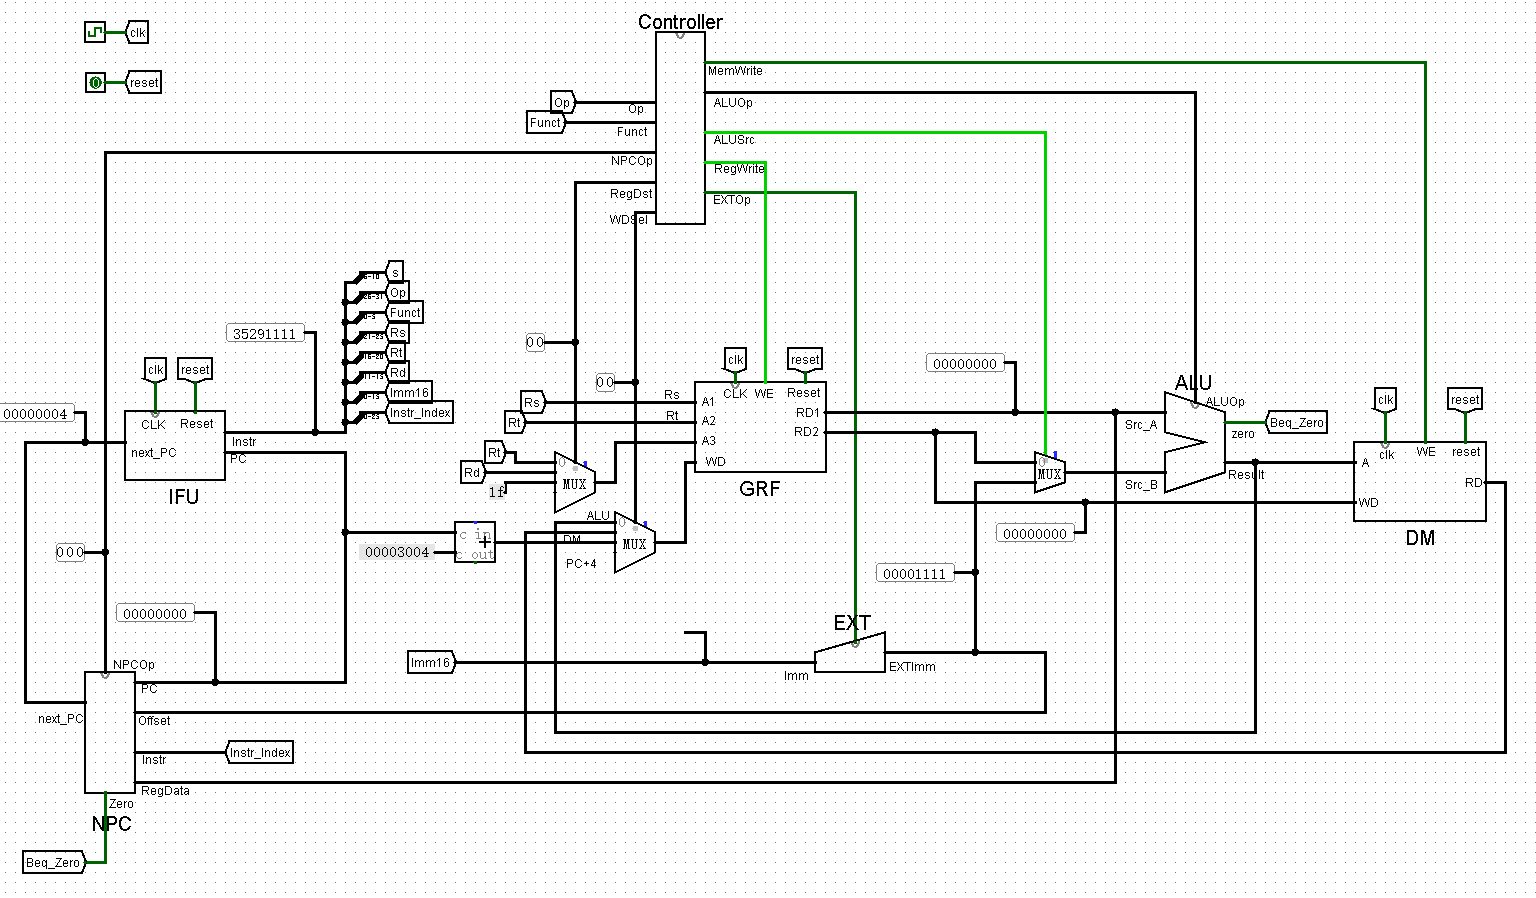 Controller
clk
reset
MemWrite
Op
Op
ALUOp
Funct
Funct
ALUSrc
NPCOp
RegWrite
RegDst
EXTOp
WDSel
s
Op
Funct
Rs
Rt
Rd
Imm16
Instr_Index
35291111
00
00
clk
reset
clk
reset
00000000
ALU
CLK
WE
Reset
ALUOp
Rs
Rs
A1
RD1
Rt
Rt
A2
RD2
A3
WD
GRF
00000004
CLK
Reset
Instr
next_PC
PC
IFU
Src_A
zero
Beq_Zero
Src_B
Result
clk
reset
clk
WE
reset
A
RD
WD
DM
Rt
Rd
1f
0
MUX
0
MUX
ALU
0
DM
MUX
PC+4
c in
+
c out
00003004
00000000
00001111
000
00000000
EXT
Imm16
Imm
EXTImm
NPCOp
PC
next_PC
Offset
Instr
Instr_Index
RegData
Zero
NPC
Beq_Zero